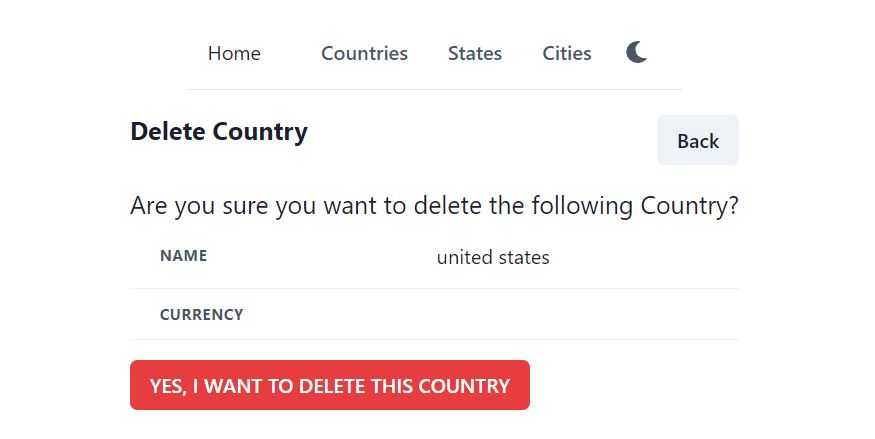 Home Countries States Cities
Delete Country
Back
Are you sure you want to delete the following Country?
NAME united states
CURRENCY
YES, I WANT TO DELETE THIS COUNTRY